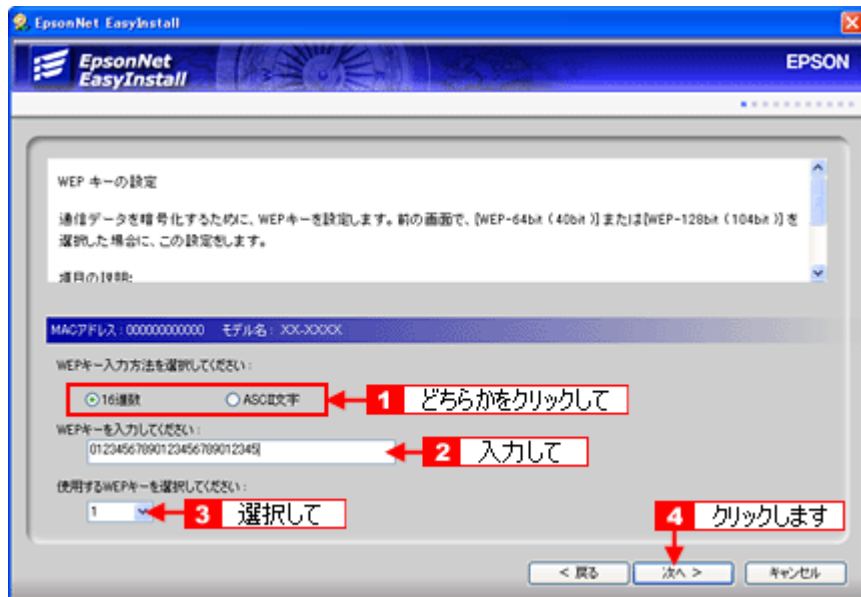 EpsonNet EasyInstall
EpsonNet
EasyInstall
EPSON
WEP キーの設定
通信データを暗号化するために、WEPキーを設定します。前の画面で、[WEP-64bit (40bit )]または[WEP-128bit (104bit )]を
選択した場合に、この設定をします。
項目の説明:
MACアドレス : 000000000000 モデル名 : XX-XXXX
WEPキー入力方法を選択してください :
16進数 ASCII文字 1 どちらかをクリックして
WEPキーを入力してください :
01234567890123456789012345 2 入力して
使用するWEPキーを選択してください :
1 3 選択して
4 クリックします
< 戻る 次へ > キャンセル